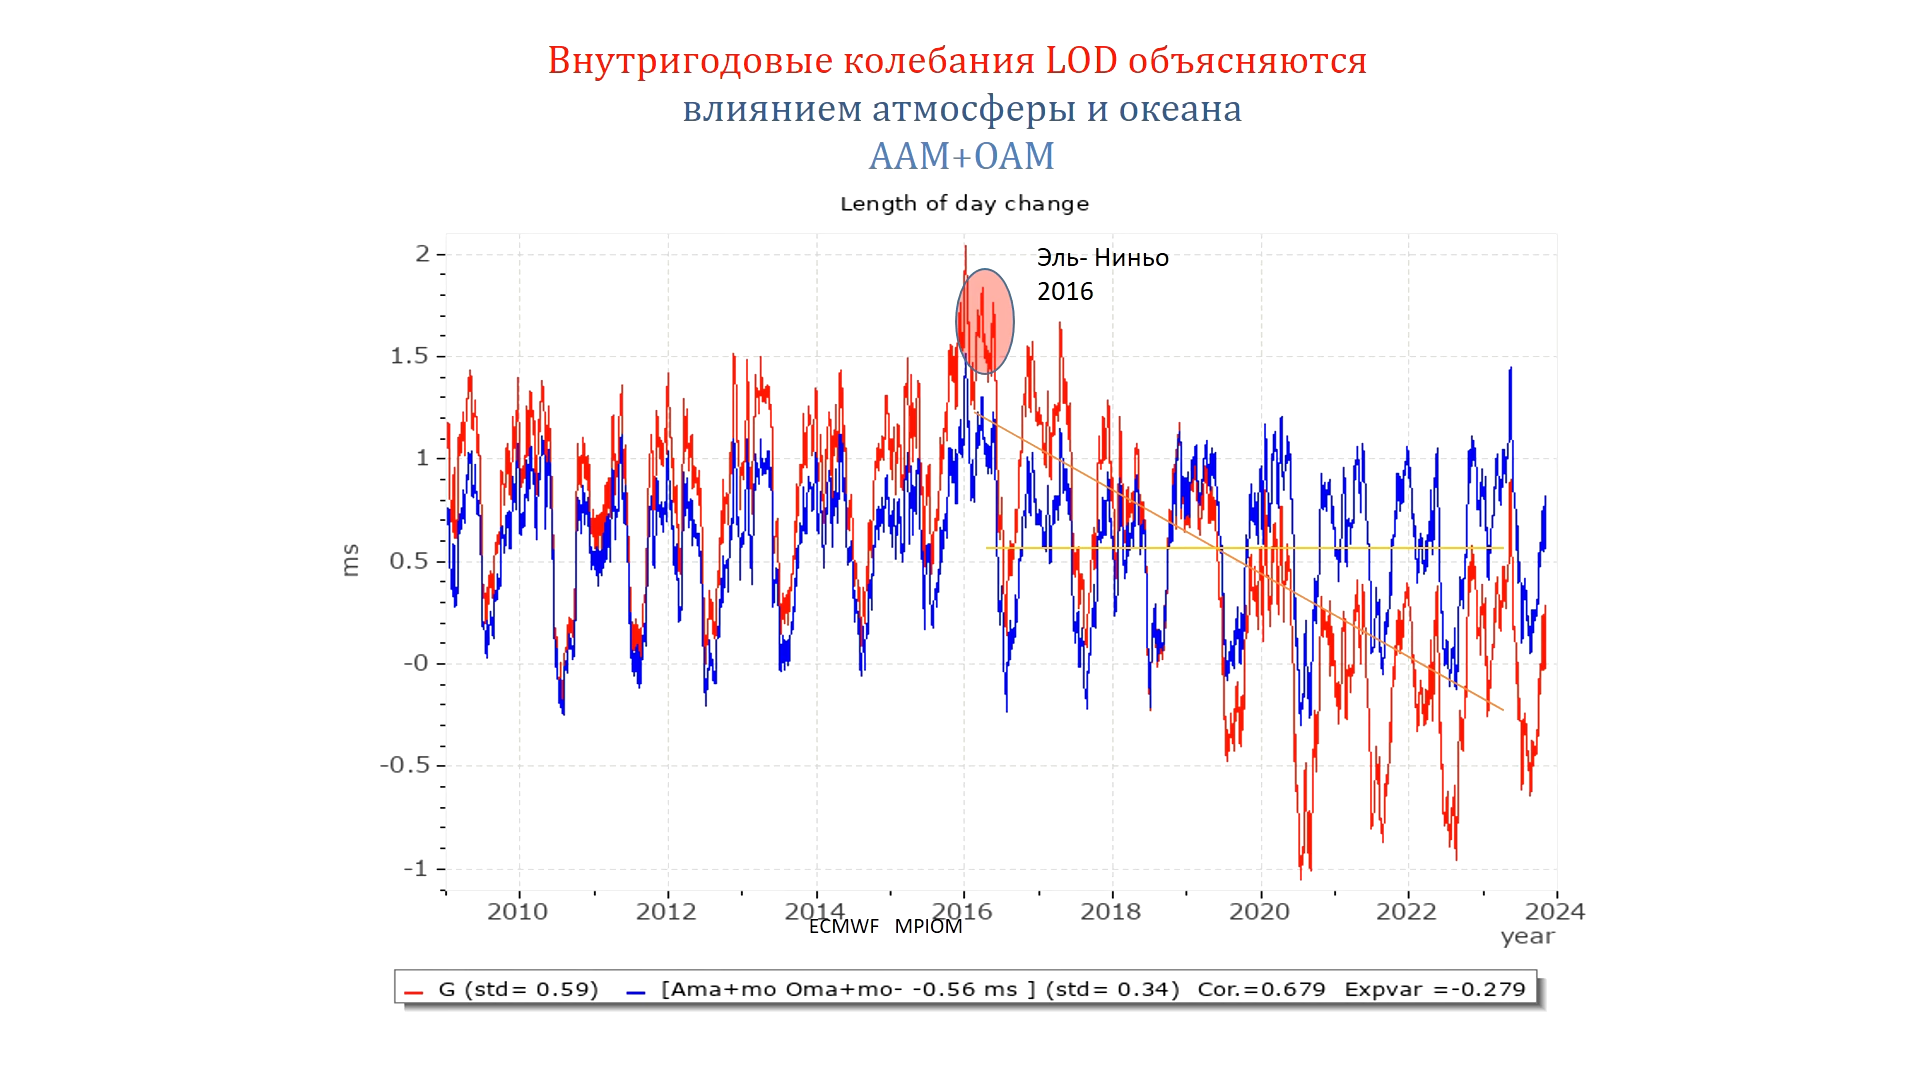 Внутригодовые колебания LOD объясняются
влиянием атмосферы и океана
AAM+OAM
Length of day change
Эль- Ниньо
2016
2
1.5
1
0.5
-0
-0.5
-1
ms
2010 2012 2014 2016 2018 2020 2022 2024
ECMWF MPIOM
year
G (std= 0.59) [Ama+mo Oma+mo- -0.56 ms ] (std= 0.34) Cor.=0.679 Expvar =-0.279